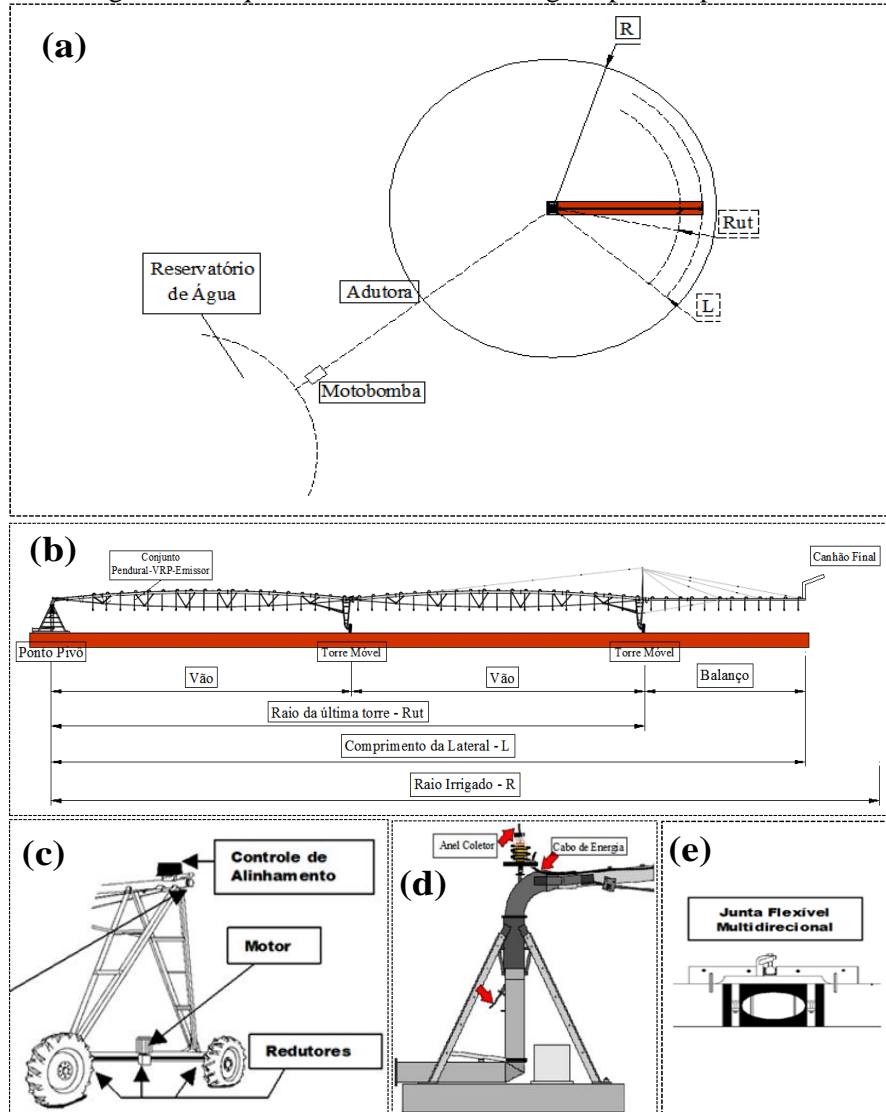 (a)
R
Rut
L
Reservatório
de Água
Adutora
Motobomba
(b)
Conjunto
Pendural-VRP-Emissor
Canhão Final
Ponto Pivô
Torre Móvel
Torre Móvel
Vão
Vão
Balanço
Raio da última torre - Rut
Comprimento da Lateral - L
Raio Irrigado - R
(c)
Controle de
Alinhamento
Motor
Redutores
(d)
Anel Coletor
Cabo de Energia
(e)
Junta Flexível
Multidirecional